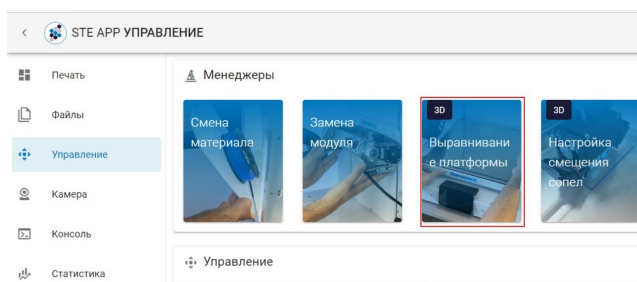 STE APP УПРАВЛЕНИЕ
Печать
Файлы
Управление
Камера
Консоль
Статистика
Менеджеры
Смена
материала
Замена
модуля
3D
Выравнивани
е платформы
3D
Настройка
смещения
сопел
Управление